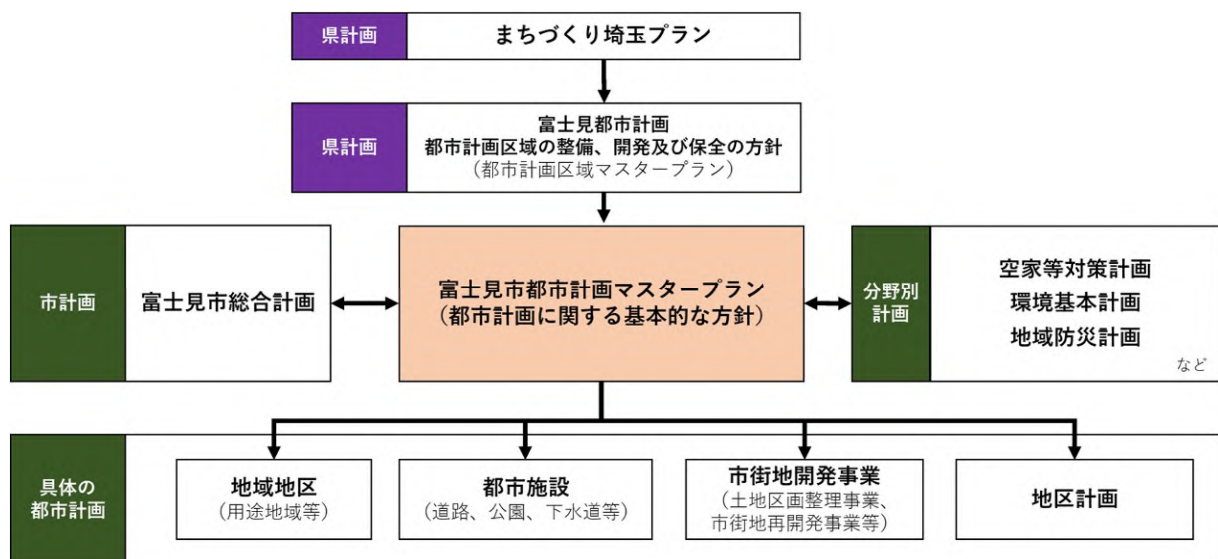 県計画
まちづくり埼玉プラン
県計画
富士見都市計画
都市計画区域の整備、開発及び保全の方針
（都市計画区域マスタープラン）
市計画
富士見市総合計画
富士見市都市計画マスタープラン
（都市計画に関する基本的な方針）
分野別
計画
空家等対策計画
環境基本計画
地域防災計画
など
具体の
都市計画
地域地区
（用途地域等）
都市施設
（道路、公園、下水道等）
市街地開発事業
（土地区画整理事業、
市街地再開発事業等）
地区計画